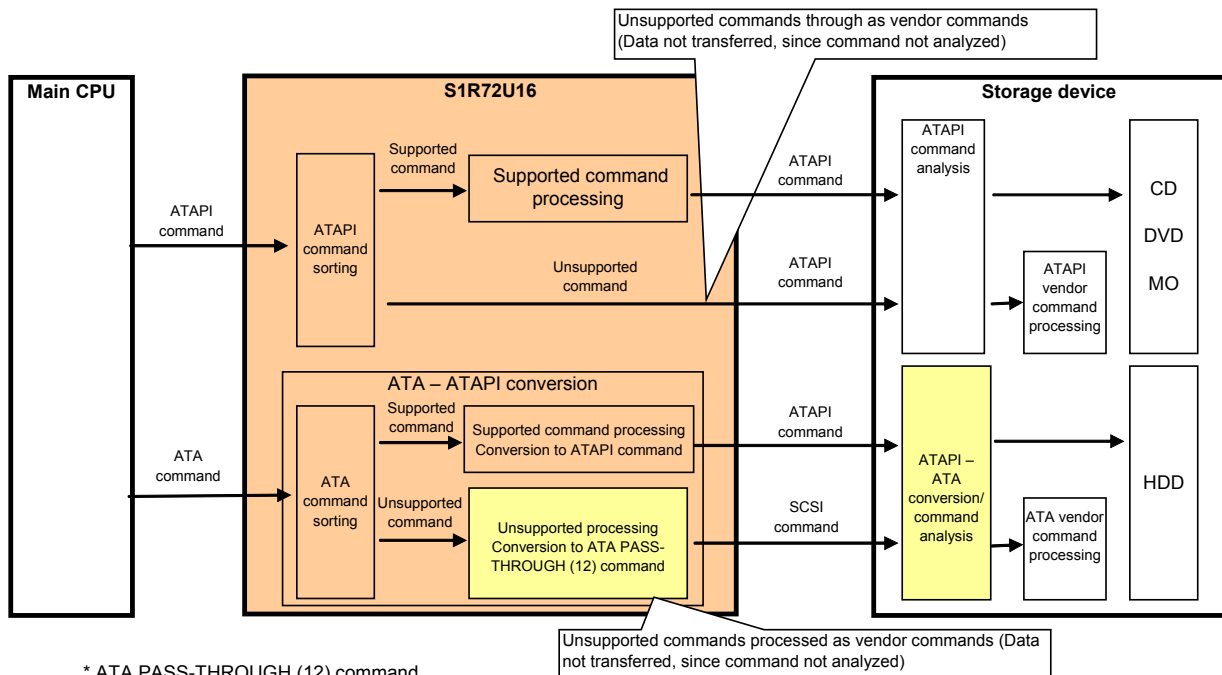 Unsupported commands through as vendor commands
(Data not transferred, since command not analyzed)
Main CPU
S1R72U16
Storage device
ATAPI
command
ATAPI
command
sorting
Supported
command
Supported command
processing
Unsupported
command
ATAPI
command
ATAPI
command
ATAPI
command
analysis
ATAPI
vendor
command
processing
CD
DVD
MO
ATA – ATAPI conversion
ATA
command
ATA
command
sorting
Supported
command
Supported command processing
Conversion to ATAPI command
Unsupported
command
Unsupported processing
Conversion to ATA PASS-
THROUGH (12) command
ATAPI
command
SCSI
command
ATAPI –
ATA
conversion/
command
analysis
ATA vendor
command
processing
HDD
Unsupported commands processed as vendor commands (Data
not transferred, since command not analyzed)
* ATA PASS-THROUGH (12) command